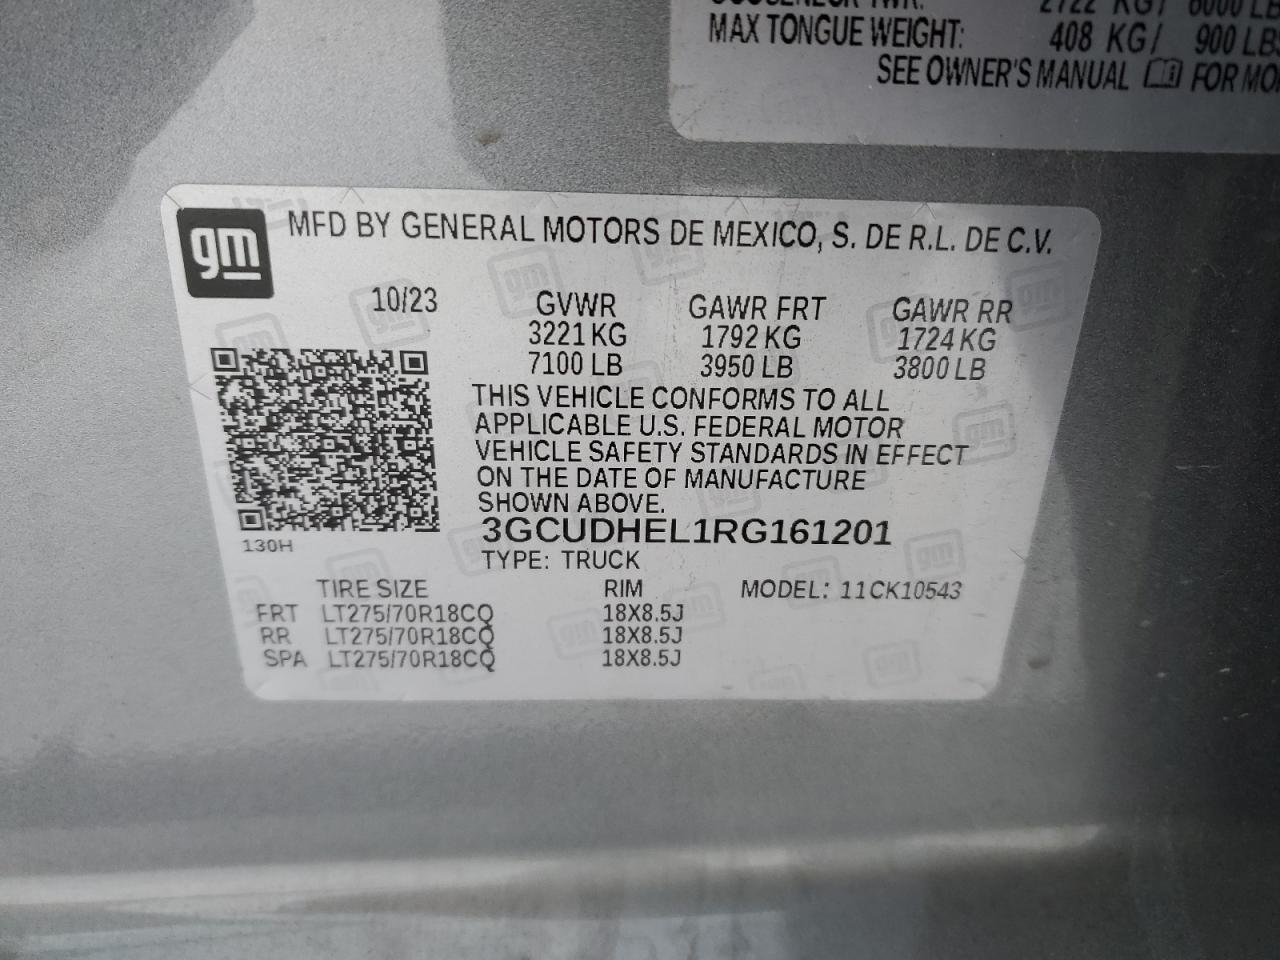 MAX TONGUE WEIGHT: 408 KG/ 900 LBS
SEE OWNER'S MANUAL FOR MOR
gm
MFD BY GENERAL MOTORS DE MEXICO, S. DE R.L. DE C.V.
10/23 GVWR GAWR FRT GAWR RR
3221 KG 1792 KG 1724 KG
7100 LB 3950 LB 3800 LB
THIS VEHICLE CONFORMS TO ALL
APPLICABLE U.S. FEDERAL MOTOR
VEHICLE SAFETY STANDARDS IN EFFECT
ON THE DATE OF MANUFACTURE
SHOWN ABOVE.
3GCUDHEL1RG161201
130H
TYPE: TRUCK
TIRE SIZE RIM MODEL: 11CK10543
FRT LT275/70R18CQ 18X8.5J
RR LT275/70R18CQ 18X8.5J
SPA LT275/70R18CQ 18X8.5J